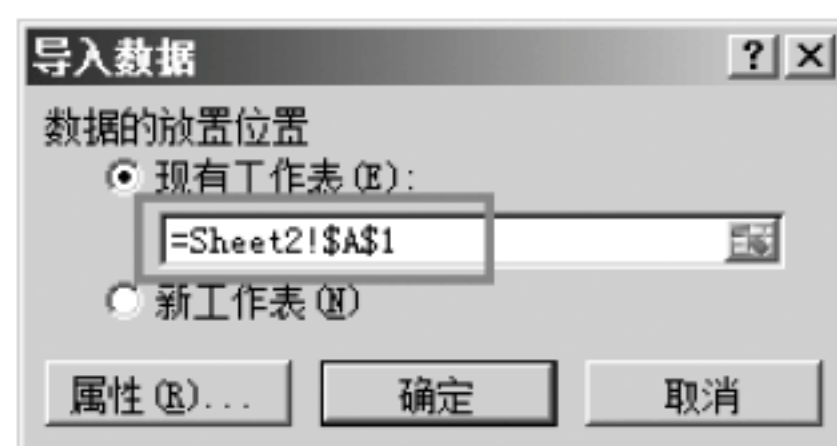 导入数据
数据的放置位置
现有工作表(E):
=Sheet2!$A$1
新工作表(N)
属性(R)... 确定 取消